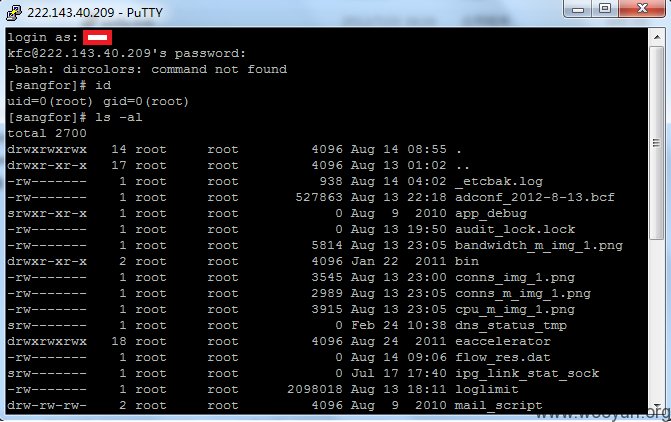 222.143.40.209 - PuTTY
login as:
kfc@222.143.40.209's password:
-bash: dircolors: command not found
[sangfor]# id
uid=0(root) gid=0(root)
[sangfor]# ls -al
total 2700
drwxrwxrwx 14 root root 4096 Aug 14 08:55 .
drwxr-xr-x 17 root root 4096 Aug 13 01:02 ..
-rw------- 1 root root 938 Aug 14 04:02 _etcbak.log
-rw------- 1 root root 527863 Aug 13 22:18 adconf_2012-8-13.bcf
srwxr-xr-x 1 root root 0 Aug 9 2010 app_debug
-rw------- 1 root root 0 Aug 13 19:50 audit_lock.lock
-rw------- 1 root root 5814 Aug 13 23:05 bandwidth_m_img_1.png
drwxr-xr-x 2 root root 4096 Jan 22 2011 bin
-rw------- 1 root root 3545 Aug 13 23:00 conns_img_1.png
-rw------- 1 root root 2989 Aug 13 23:05 conns_m_img_1.png
-rw------- 1 root root 3915 Aug 13 23:05 cpu_m_img_1.png
srw------- 1 root root 0 Feb 24 10:38 dns_status_tmp
drwxrwxrwx 18 root root 4096 Aug 24 2011 eaccelerator
-rw------- 1 root root 0 Aug 14 09:06 flow_res.dat
srw------- 1 root root 0 Jul 17 17:40 ipg_link_stat_sock
-rw------- 1 root root 2098018 Aug 13 18:11 loglimit
drw-rw-rw- 2 root root 4096 Aug 9 2010 mail_script
www.wooyun.org